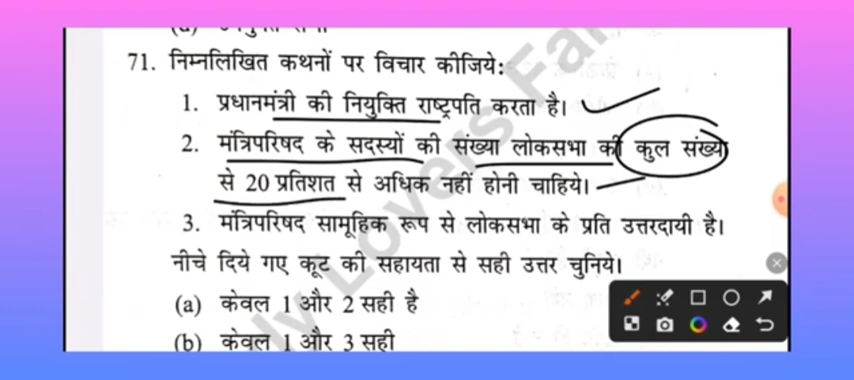 71. निम्नलिखित कथनों पर विचार कीजिये:
1. प्रधानमंत्री की नियुक्ति राष्ट्रपति करता है।
2. मंत्रिपरिषद के सदस्यों की संख्या लोकसभा की कुल संख्या
से 20 प्रतिशत से अधिक नहीं होनी चाहिये।
3. मंत्रिपरिषद सामूहिक रूप से लोकसभा के प्रति उत्तरदायी है।
नीचे दिये गए कूट की सहायता से सही उत्तर चुनिये।
(a) केवल 1 और 2 सही है
(b) केवल 1 और 3 सही